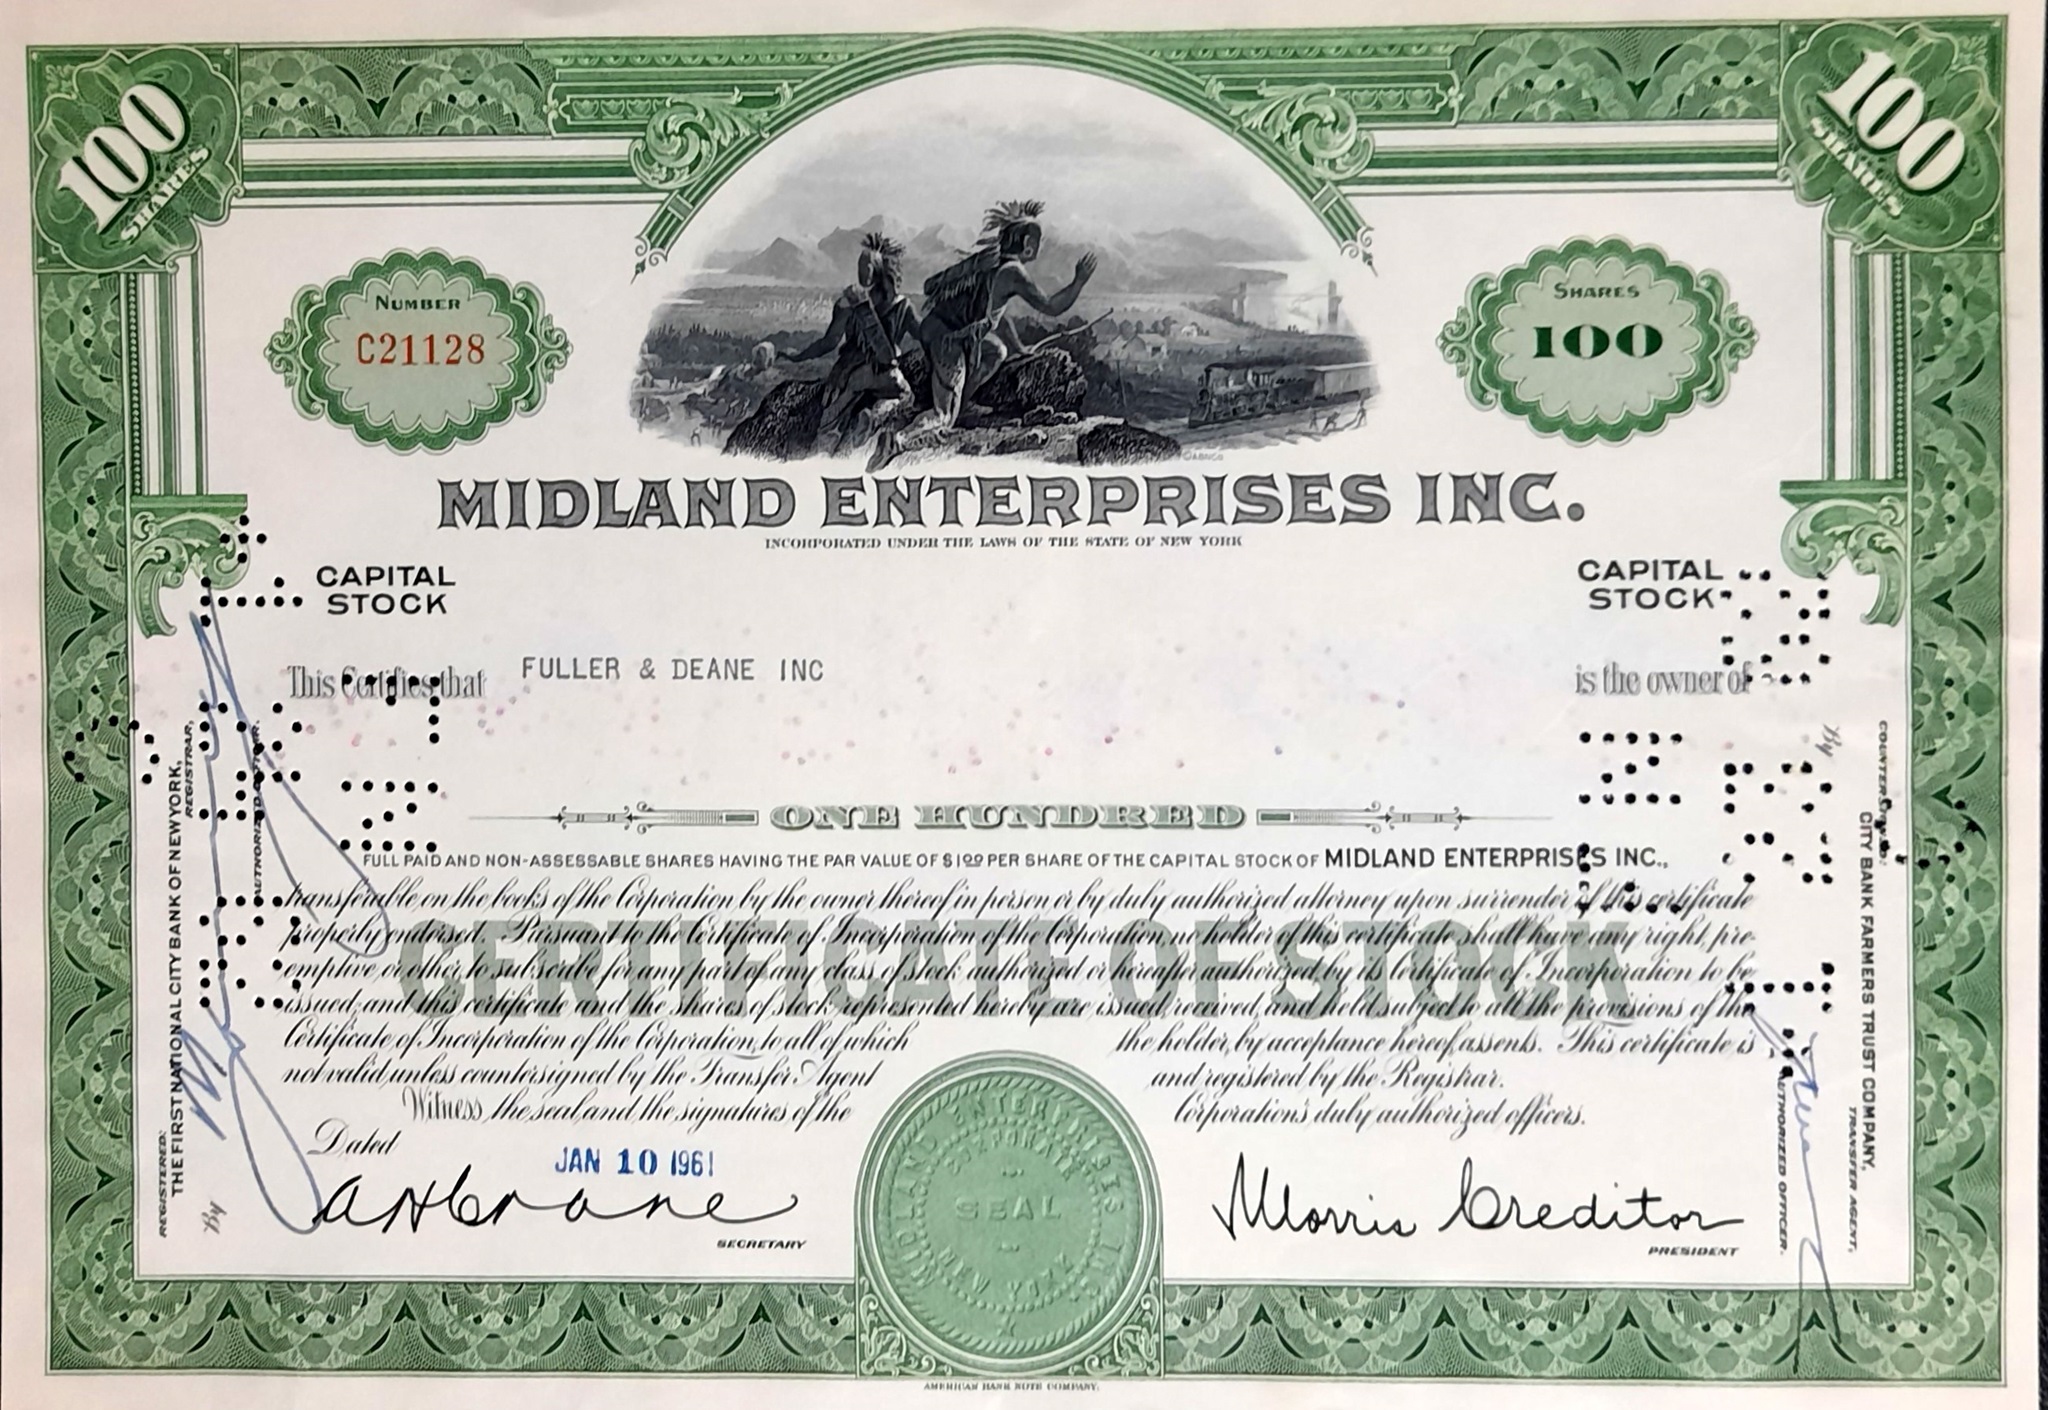 100
SHARES
100
SHARES
NUMBER
C21128
SHARES
100
©ABNCO
MIDLAND ENTERPRISES INC.
INCORPORATED UNDER THE LAWS OF THE STATE OF NEW YORK
CAPITAL
STOCK
CAPITAL
STOCK
This Certifies that FULLER & DEANE INC is the owner of
ONE HUNDRED
FULL PAID AND NON-ASSESSABLE SHARES HAVING THE PAR VALUE OF $1.00 PER SHARE OF THE CAPITAL STOCK OF MIDLAND ENTERPRISES INC.,
transferable on the books of the Corporation by the owner thereof in person or by duly authorized attorney upon surrender of this certificate
properly endorsed. Pursuant to the Certificate of Incorporation of the Corporation, no holder of this certificate shall have any right, pre-
emptive or other, to subscribe for any part of any class of stock authorized or hereafter authorized by its Certificate of Incorporation to be
issued; and this certificate and the shares of stock represented hereby are issued, received, and held subject to all the provisions of the
Certificate of Incorporation of the Corporation, to all of which the holder, by acceptance hereof, assents. This certificate is
not valid unless countersigned by the Transfer Agent and registered by the Registrar.
Witness, the seal and the signatures of the Corporation's duly authorized officers.
CERTIFICATE OF STOCK
Dated JAN 10 1961
A H Crane
SECRETARY
MIDLAND ENTERPRISES INC.
CORPORATE
SEAL
NEW YORK
Morris Creditor
PRESIDENT
REGISTERED:
THE FIRST NATIONAL CITY BANK OF NEW YORK,
REGISTRAR,
By
AUTHORIZED OFFICER.
COUNTERSIGNED:
CITY BANK FARMERS TRUST COMPANY,
TRANSFER AGENT,
By
AUTHORIZED OFFICER.
AMERICAN BANK NOTE COMPANY.